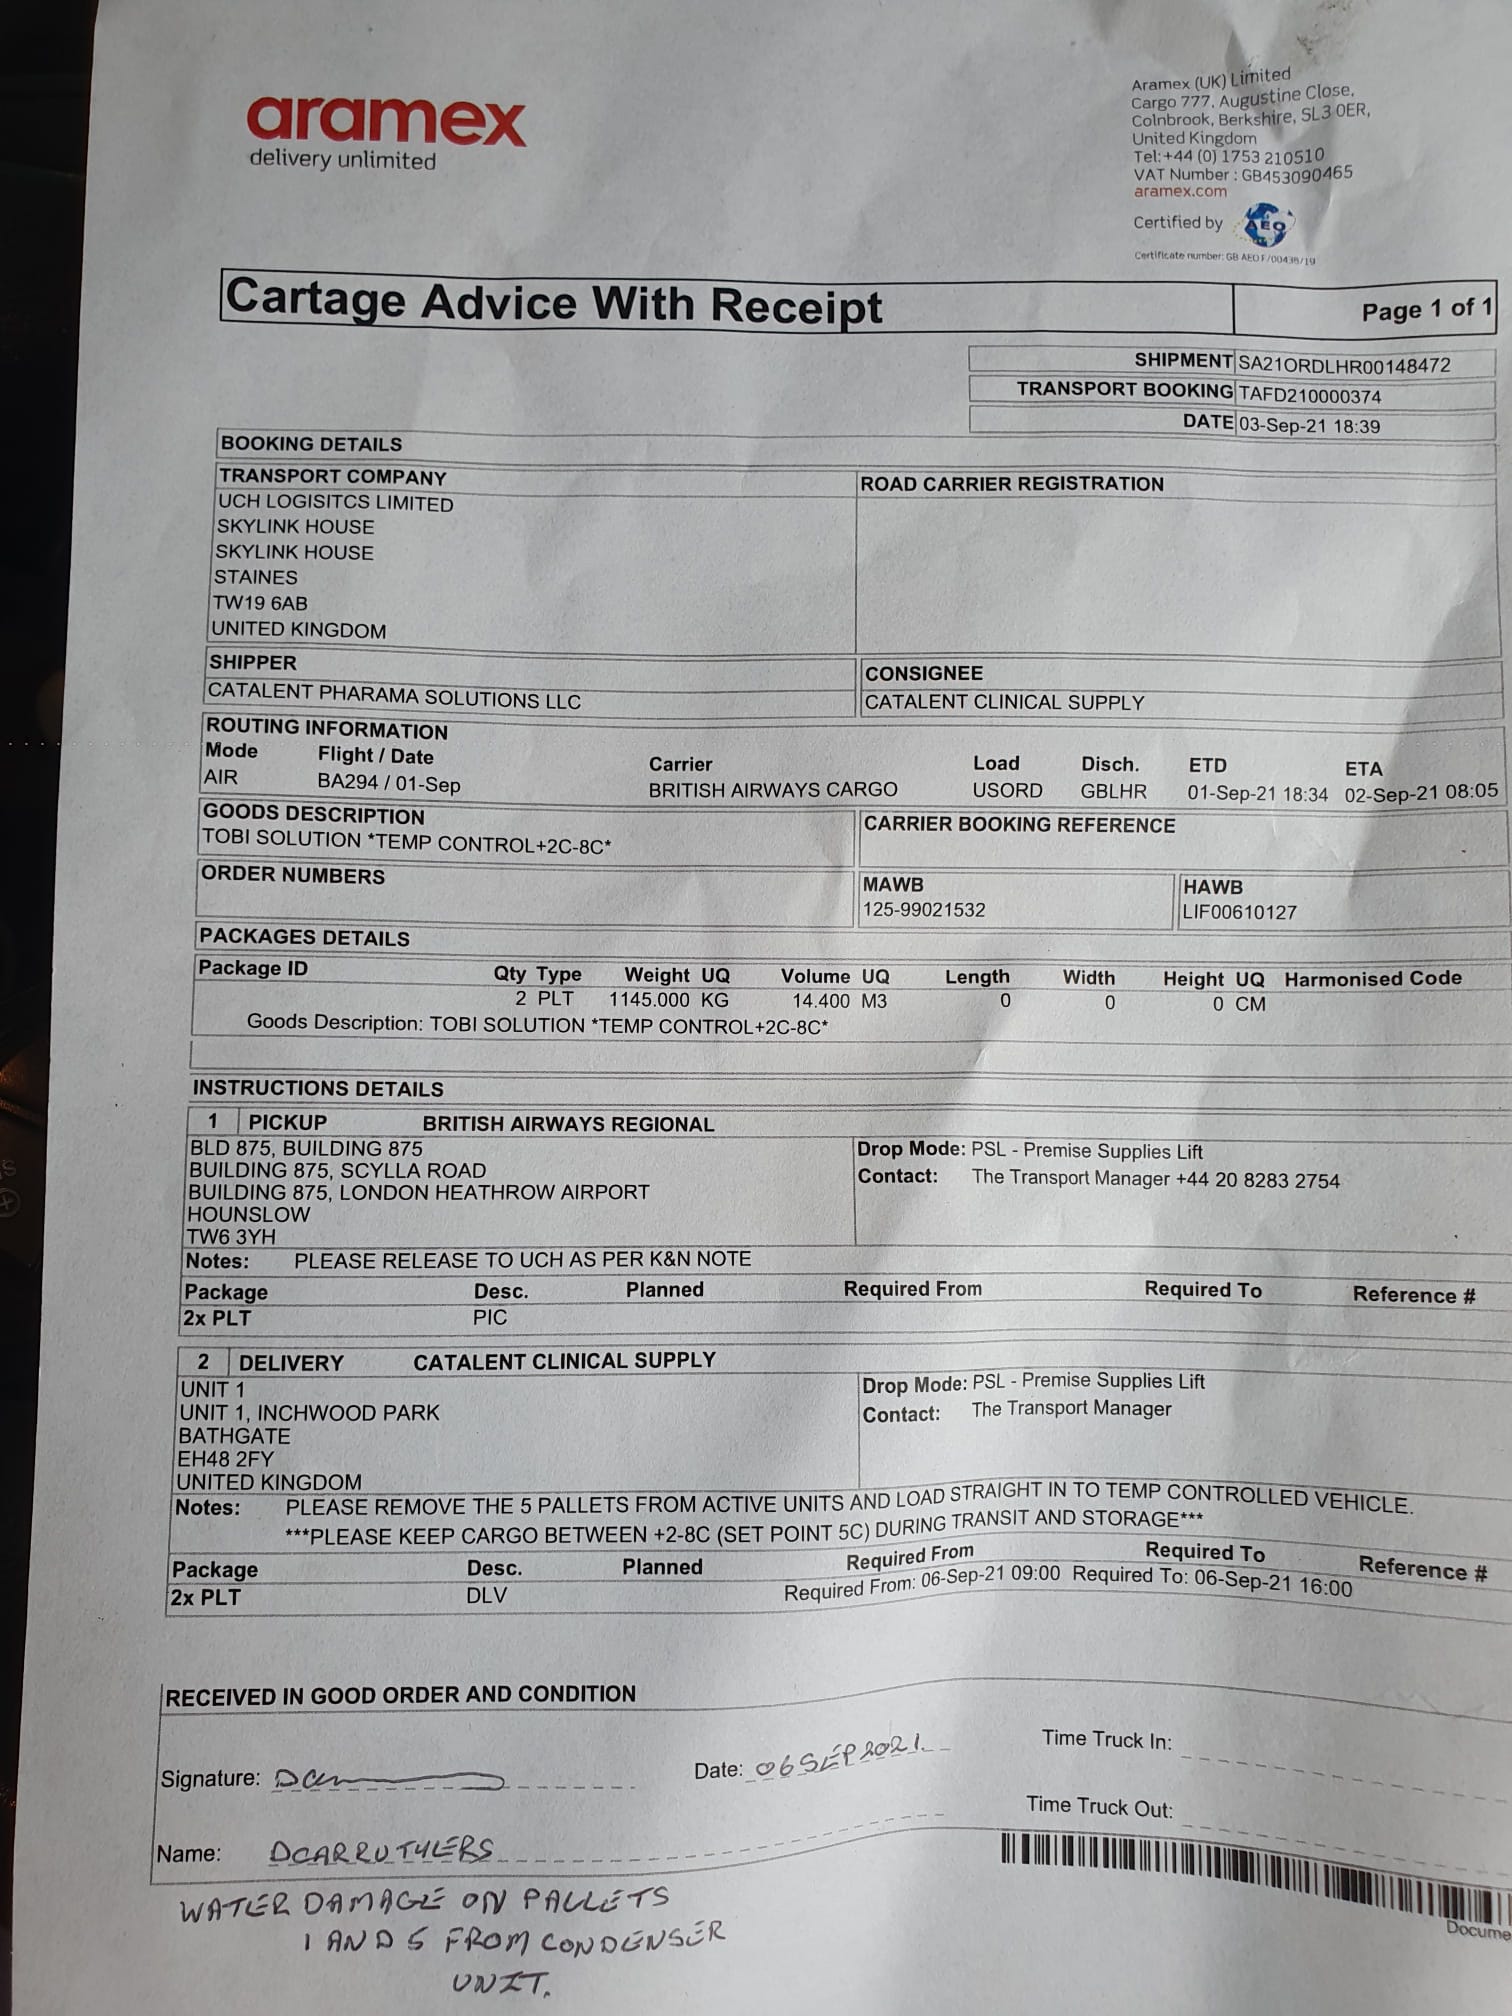 aramex
delivery unlimited
Aramex (UK) Limited
Cargo 777, Augustine Close,
Colnbrook, Berkshire, SL3 0ER,
United Kingdom
Tel:+44 (0) 1753 210510
VAT Number : GB453090465
aramex.com
Certified by AEO
Certificate number: GB AEO F/00438/19
Cartage Advice With Receipt Page 1 of 1
SHIPMENT SA21ORDLHR00148472
TRANSPORT BOOKING TAFD210000374
DATE 03-Sep-21 18:39
BOOKING DETAILS
TRANSPORT COMPANY ROAD CARRIER REGISTRATION
UCH LOGISITCS LIMITED
SKYLINK HOUSE
SKYLINK HOUSE
STAINES
TW19 6AB
UNITED KINGDOM
SHIPPER CONSIGNEE
CATALENT PHARAMA SOLUTIONS LLC CATALENT CLINICAL SUPPLY
ROUTING INFORMATION
Mode Flight / Date Carrier Load Disch. ETD ETA
AIR BA294 / 01-Sep BRITISH AIRWAYS CARGO USORD GBLHR 01-Sep-21 18:34 02-Sep-21 08:05
GOODS DESCRIPTION CARRIER BOOKING REFERENCE
TOBI SOLUTION *TEMP CONTROL+2C-8C*
ORDER NUMBERS MAWB HAWB
125-99021532 LIF00610127
PACKAGES DETAILS
Package ID Qty Type Weight UQ Volume UQ Length Width Height UQ Harmonised Code
2 PLT 1145.000 KG 14.400 M3 0 0 0 CM
Goods Description: TOBI SOLUTION *TEMP CONTROL+2C-8C*
INSTRUCTIONS DETAILS
1 PICKUP BRITISH AIRWAYS REGIONAL
BLD 875, BUILDING 875 Drop Mode: PSL - Premise Supplies Lift
BUILDING 875, SCYLLA ROAD Contact: The Transport Manager +44 20 8283 2754
BUILDING 875, LONDON HEATHROW AIRPORT
HOUNSLOW
TW6 3YH
Notes: PLEASE RELEASE TO UCH AS PER K&N NOTE
Package Desc. Planned Required From Required To Reference #
2x PLT PIC
2 DELIVERY CATALENT CLINICAL SUPPLY
UNIT 1 Drop Mode: PSL - Premise Supplies Lift
UNIT 1, INCHWOOD PARK Contact: The Transport Manager
BATHGATE
EH48 2FY
UNITED KINGDOM
Notes: PLEASE REMOVE THE 5 PALLETS FROM ACTIVE UNITS AND LOAD STRAIGHT IN TO TEMP CONTROLLED VEHICLE.
***PLEASE KEEP CARGO BETWEEN +2-8C (SET POINT 5C) DURING TRANSIT AND STORAGE***
Package Desc. Planned Required From Required To Reference #
2x PLT DLV Required From: 06-Sep-21 09:00 Required To: 06-Sep-21 16:00
RECEIVED IN GOOD ORDER AND CONDITION
Signature: Date: 06 SEP 2021 Time Truck In:
Time Truck Out:
Name: DCARRUTHERS
WATER DAMAGE ON PALLETS
1 AND 5 FROM CONDENSER
UNIT.
Docume